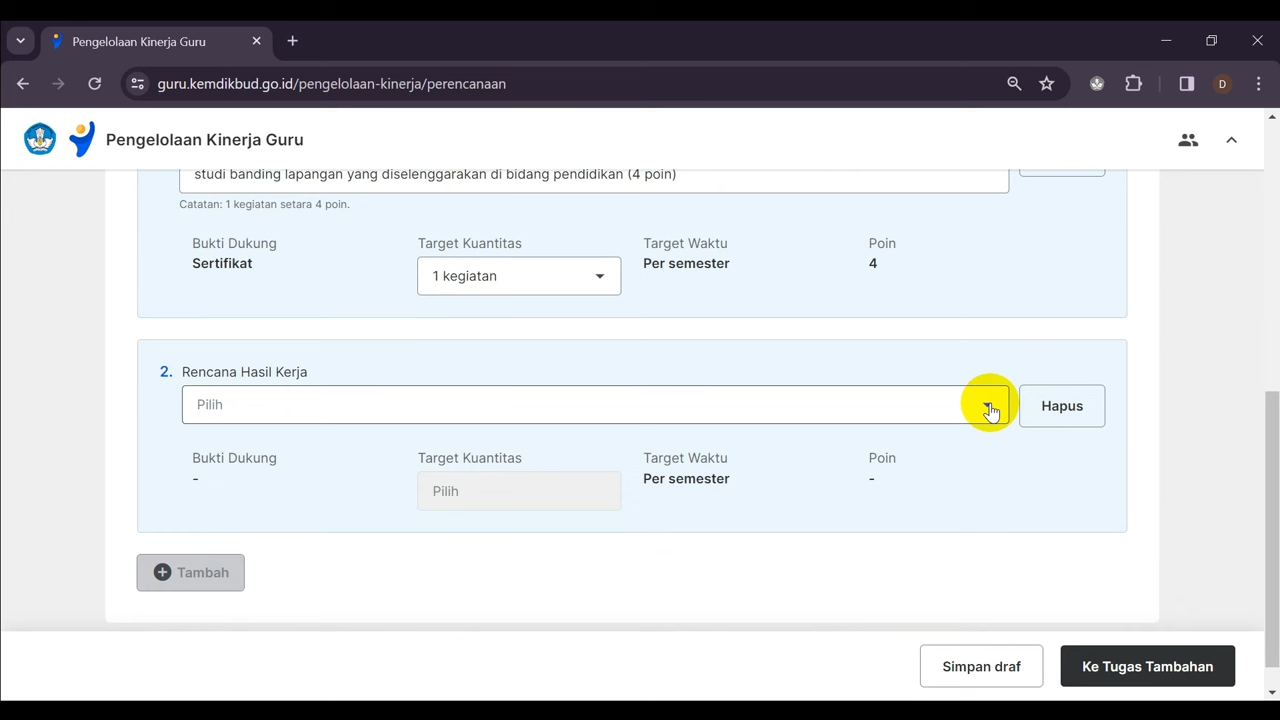 Pengelolaan Kinerja Guru
guru.kemdikbud.go.id/pengelolaan-kinerja/perencanaan
D
Pengelolaan Kinerja Guru
studi banding lapangan yang diselenggarakan di bidang pendidikan (4 poin)
Catatan: 1 kegiatan setara 4 poin.
Bukti Dukung Target Kuantitas Target Waktu Poin
Sertifikat 1 kegiatan Per semester 4
2. Rencana Hasil Kerja
Pilih Hapus
Bukti Dukung Target Kuantitas Target Waktu Poin
- Pilih Per semester -
Tambah
Simpan draf Ke Tugas Tambahan